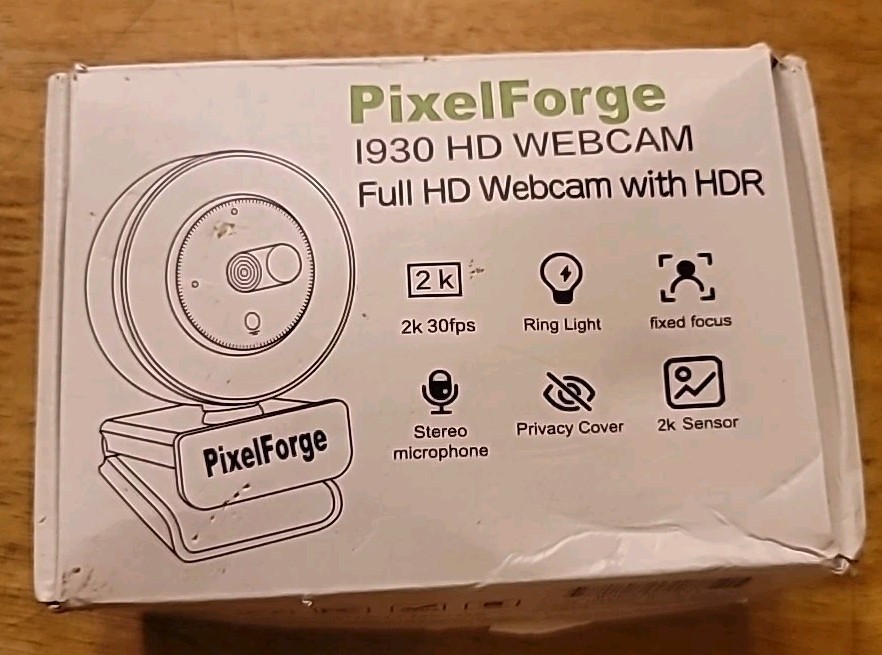 PixelForge
I930 HD WEBCAM
Full HD Webcam with HDR
2 k
2k 30fps
Ring Light
fixed focus
Stereo
microphone
Privacy Cover
2k Sensor
PixelForge